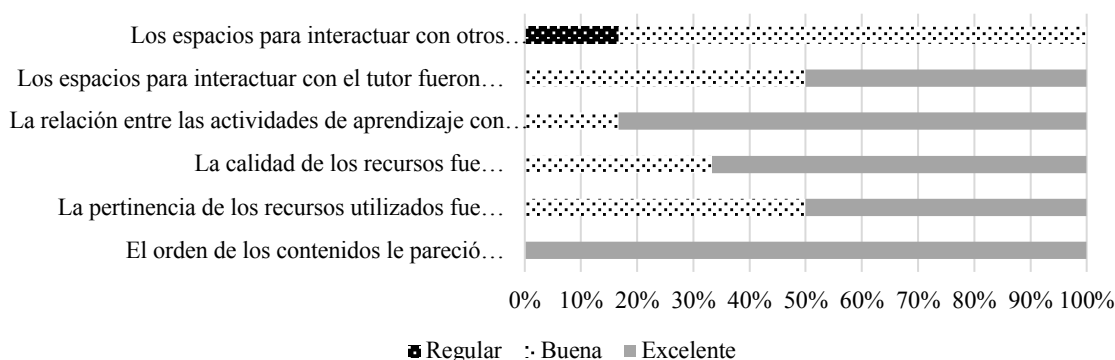 Los espacios para interactuar con otros…
Los espacios para interactuar con el tutor fueron…
La relación entre las actividades de aprendizaje con…
La calidad de los recursos fue…
La pertinencia de los recursos utilizados fue…
El orden de los contenidos le pareció…
0% 10% 20% 30% 40% 50% 60% 70% 80% 90% 100%
Regular Buena Excelente